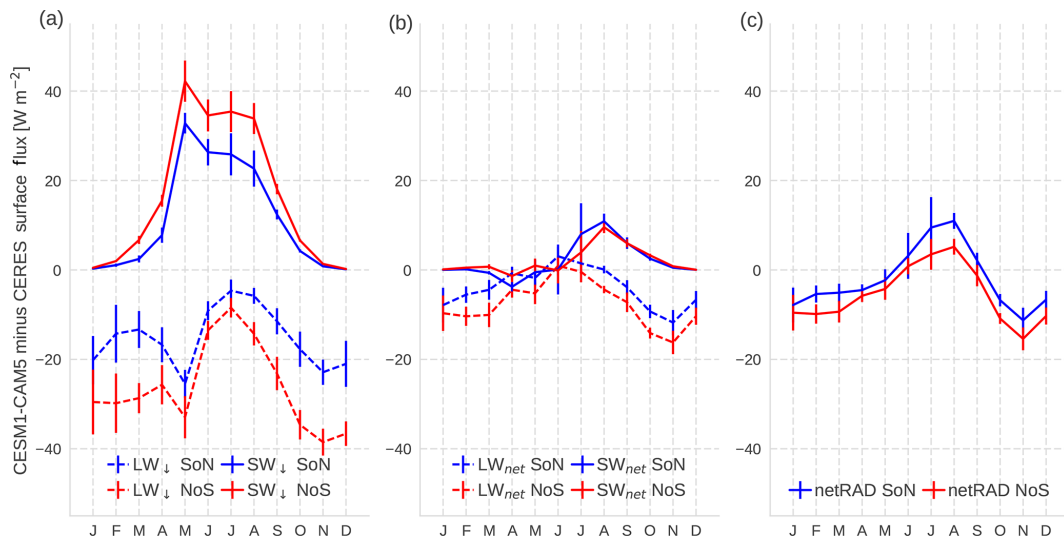 (a)
(b)
(c)
CESM1-CAM5 minus CERES surface flux [W m⁻²]
40
20
0
−20
−40
LW↓ SoN SW↓ SoN
LW↓ NoS SW↓ NoS
J F M A M J J A S O N D
40
20
0
−20
−40
LWnet SoN SWnet SoN
LWnet NoS SWnet NoS
J F M A M J J A S O N D
40
20
0
−20
−40
netRAD SoN netRAD NoS
J F M A M J J A S O N D